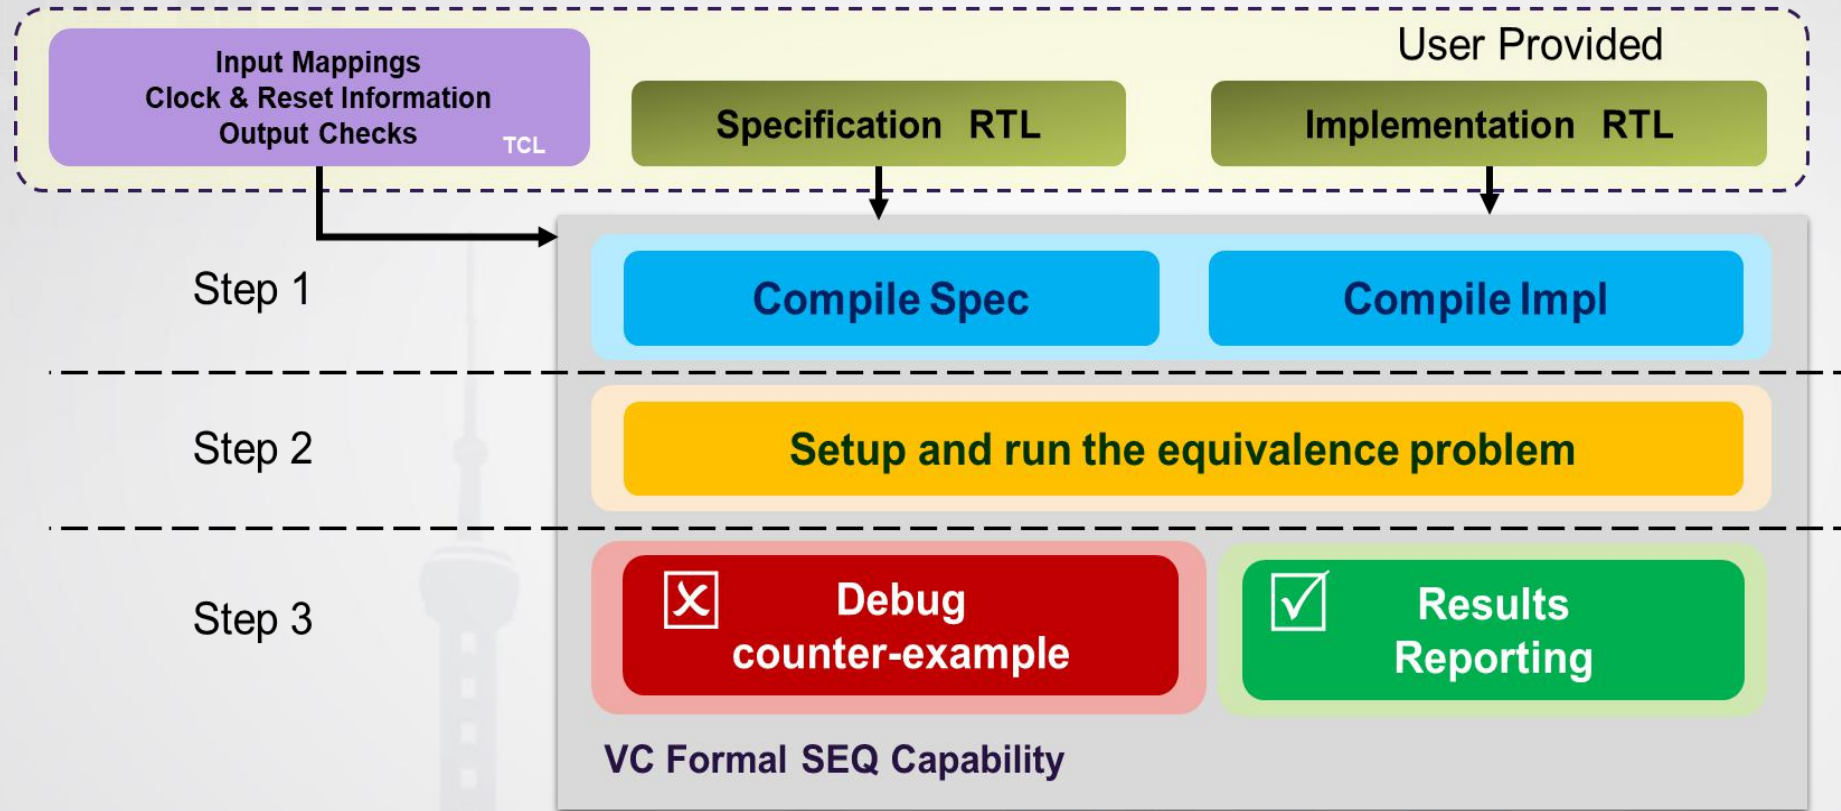 User Provided
Input Mappings
Clock & Reset Information
Output Checks
TCL
Specification RTL
Implementation RTL
Step 1
Compile Spec
Compile Impl
Step 2
Setup and run the equivalence problem
Step 3
Debug
counter-example
Results
Reporting
VC Formal SEQ Capability